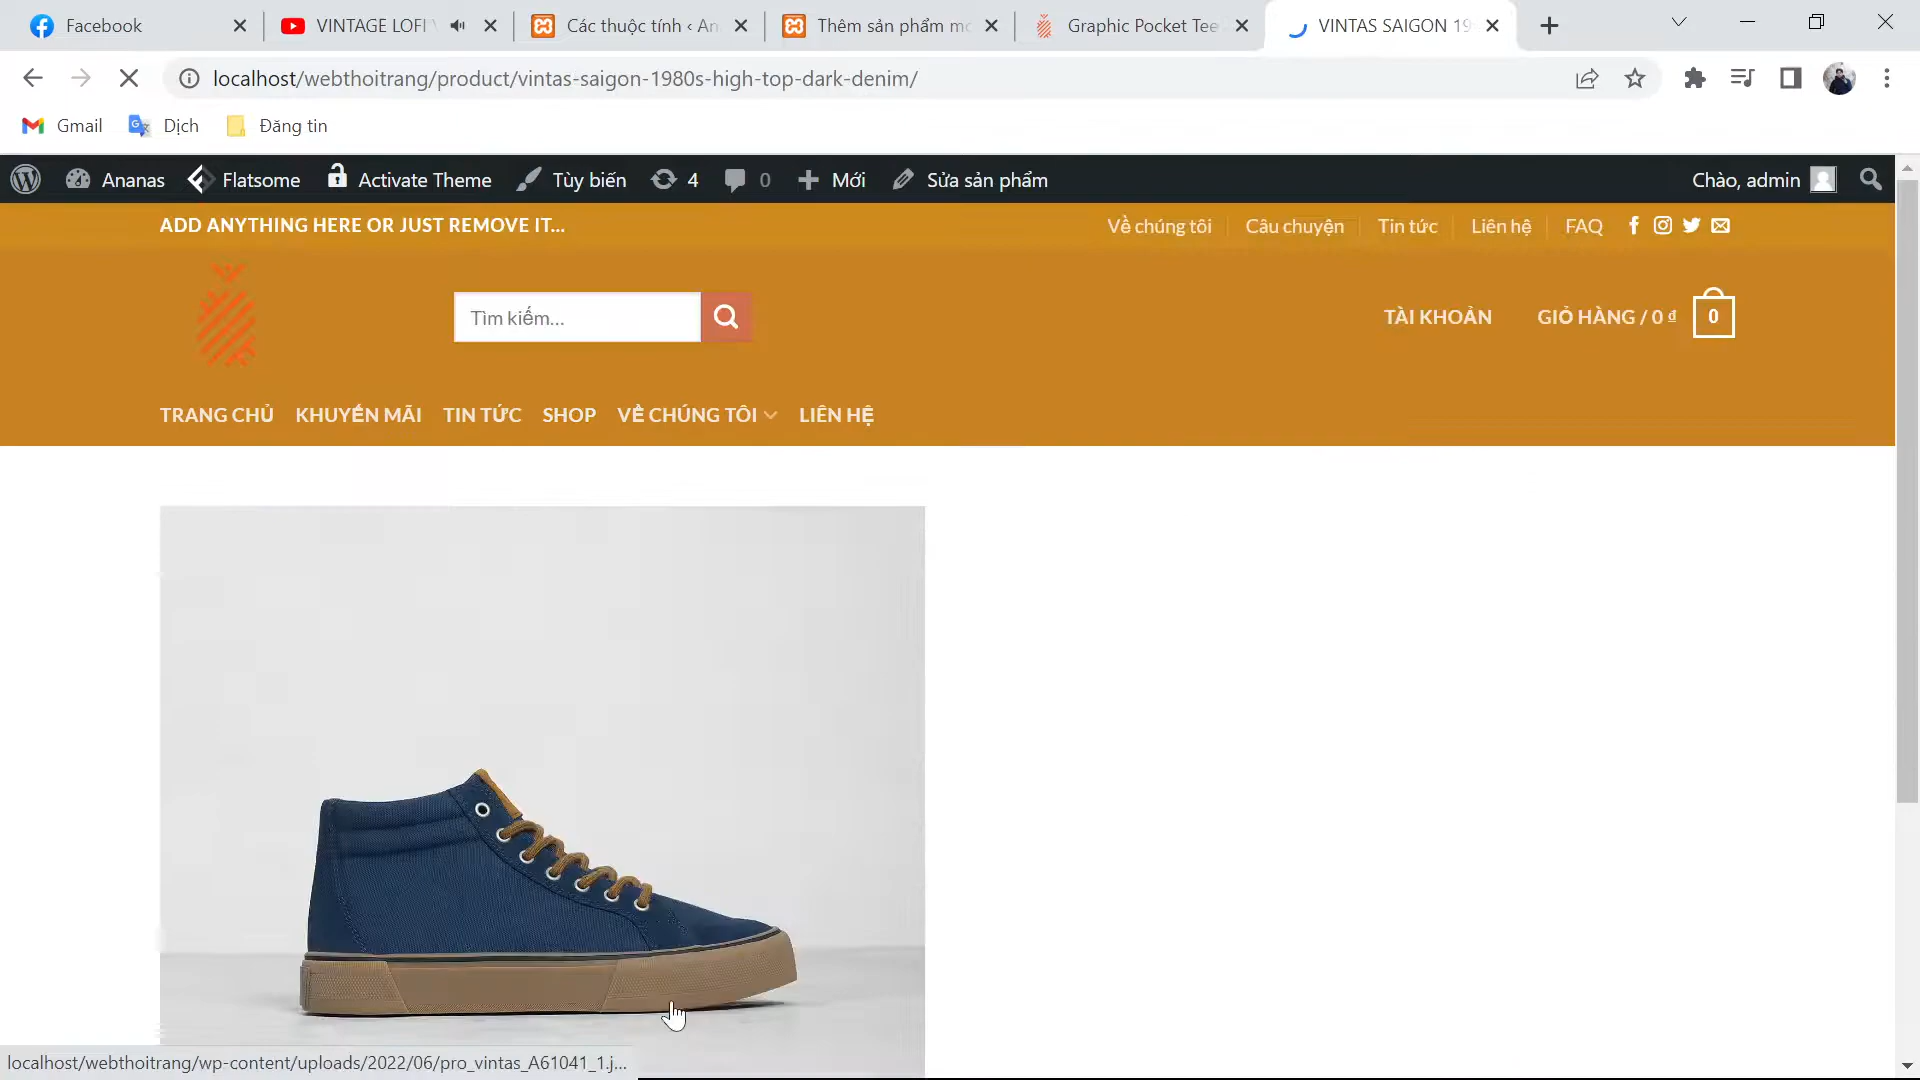 Facebook
VINTAGE LOFI
Các thuộc tính ‹ An
Thêm sản phẩm mớ
Graphic Pocket Tee
VINTAS SAIGON 19
localhost/webthoitrang/product/vintas-saigon-1980s-high-top-dark-denim/
Gmail
Dịch
Đăng tin
Ananas
Flatsome
Activate Theme
Tùy biến
4
0
Mới
Sửa sản phẩm
Chào, admin
ADD ANYTHING HERE OR JUST REMOVE IT...
Về chúng tôi
Câu chuyện
Tin tức
Liên hệ
FAQ
Tìm kiếm...
TÀI KHOẢN
GIỎ HÀNG / 0 ₫
0
TRANG CHỦ
KHUYẾN MÃI
TIN TỨC
SHOP
VỀ CHÚNG TÔI
LIÊN HỆ
localhost/webthoitrang/wp-content/uploads/2022/06/pro_vintas_A61041_1.j...